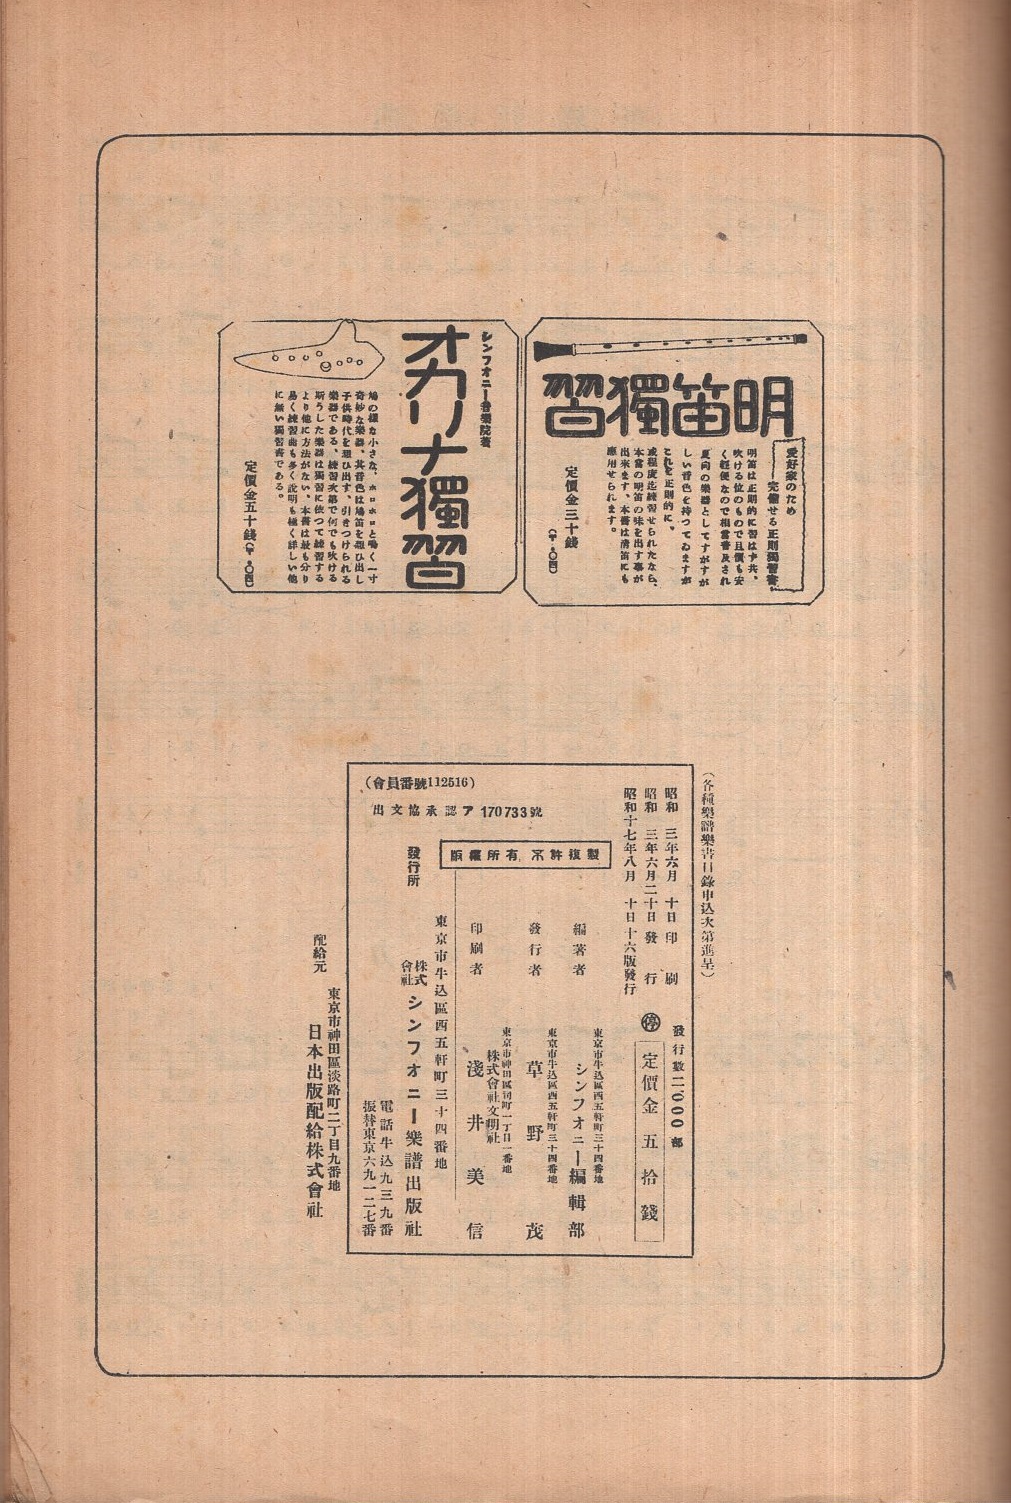 明笛獨習
愛好家のため
完備せる正則獨習書
明笛は正則的に習は*共、
吹ける位のもので且價も安
く輕便なので相當普及され
夏向の樂器としてすがすが
しい音色を持つてゐますが
これを正則的に、
或程度迄練習せられたなら、
本當の明笛の味を出す事が
出來ます、本書は清笛にも
應用せられます。
定價金三十錢
シンフオニー音樂院著
オカリナ獨習
鳩の樣な小さな、ホロホロと鳴く一寸
奇妙な樂器、其音色は鳩笛を想ひ出し
子供時代を想ひ出す、引きつけられる
樂器である、練習次第で何でも吹ける
斯うした樂器は獨習に依つて練習する
より他に方法がない、本書は最も分り
易く練習曲も多く説明も極く詳しい他
に無い獨習書である。
定價金五十錢
(各種樂譜樂書目錄申込次第進呈)
發行數二、000部
昭和三年六月十日印刷
昭和三年六月二十日發行
昭和十七年八月十日十六版發行
停
定價金五拾錢
版權所有 不許複製
東京市牛込區西五軒町三十四番地
編著者 シンフオニー編輯部
東京市牛込區西五軒町三十四番地
發行者 草野茂
東京市神田區司町一丁目一番地
株式會社文明社
印刷者 淺井美信
東京市牛込區西五軒町三十四番地
發行所 株式會社 シンフオニー樂譜出版社
電話牛込九三九番
振替東京六九一二七番
(會員番號112516)
出文協承認ア170733號
東京市神田區淡路町二丁目九番地
配給元 日本出版配給株式會社